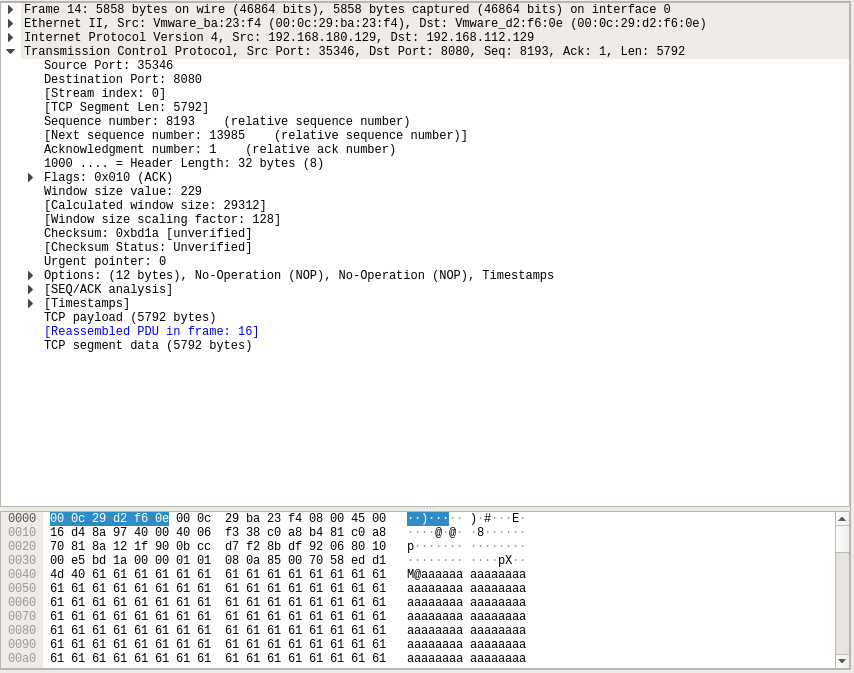 Frame 14: 5858 bytes on wire (46864 bits), 5858 bytes captured (46864 bits) on interface 0
Ethernet II, Src: Vmware_ba:23:f4 (00:0c:29:ba:23:f4), Dst: Vmware_d2:f6:0e (00:0c:29:d2:f6:0e)
Internet Protocol Version 4, Src: 192.168.180.129, Dst: 192.168.112.129
Transmission Control Protocol, Src Port: 35346, Dst Port: 8080, Seq: 8193, Ack: 1, Len: 5792
Source Port: 35346
Destination Port: 8080
[Stream index: 0]
[TCP Segment Len: 5792]
Sequence number: 8193    (relative sequence number)
[Next sequence number: 13985    (relative sequence number)]
Acknowledgment number: 1    (relative ack number)
1000 .... = Header Length: 32 bytes (8)
Flags: 0x010 (ACK)
Window size value: 229
[Calculated window size: 29312]
[Window size scaling factor: 128]
Checksum: 0xbd1a [unverified]
[Checksum Status: Unverified]
Urgent pointer: 0
Options: (12 bytes), No-Operation (NOP), No-Operation (NOP), Timestamps
[SEQ/ACK analysis]
[Timestamps]
TCP payload (5792 bytes)
[Reassembled PDU in frame: 16]
TCP segment data (5792 bytes)
0000 00 0c 29 d2 f6 0e 00 0c 29 ba 23 f4 08 00 45 00 ··)····· )·#···E·
0010 16 d4 8a 97 40 00 40 06 f3 38 c0 a8 b4 81 c0 a8 ····@·@· ·8······
0020 70 81 8a 12 1f 90 0b cc d7 f2 8b df 92 06 80 10 p······· ········
0030 00 e5 bd 1a 00 00 01 01 08 0a 85 00 70 58 ed d1 ········ ····pX··
0040 4d 40 61 61 61 61 61 61 61 61 61 61 61 61 61 61 M@aaaaaa aaaaaaaa
0050 61 61 61 61 61 61 61 61 61 61 61 61 61 61 61 61 aaaaaaaa aaaaaaaa
0060 61 61 61 61 61 61 61 61 61 61 61 61 61 61 61 61 aaaaaaaa aaaaaaaa
0070 61 61 61 61 61 61 61 61 61 61 61 61 61 61 61 61 aaaaaaaa aaaaaaaa
0080 61 61 61 61 61 61 61 61 61 61 61 61 61 61 61 61 aaaaaaaa aaaaaaaa
0090 61 61 61 61 61 61 61 61 61 61 61 61 61 61 61 61 aaaaaaaa aaaaaaaa
00a0 61 61 61 61 61 61 61 61 61 61 61 61 61 61 61 61 aaaaaaaa aaaaaaaa